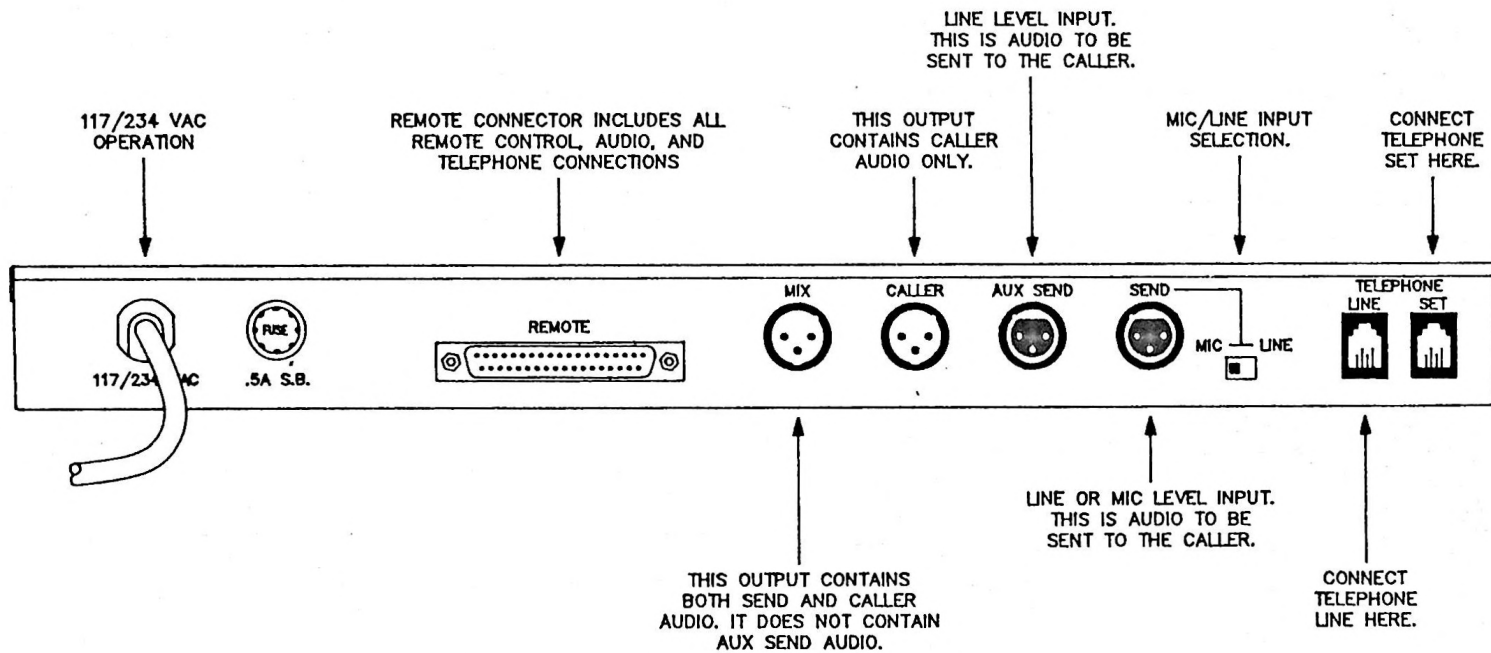 LINE LEVEL INPUT.
THIS IS AUDIO TO BE
SENT TO THE CALLER.
117/234 VAC
OPERATION
REMOTE CONNECTOR INCLUDES ALL
REMOTE CONTROL, AUDIO, AND
TELEPHONE CONNECTIONS
THIS OUTPUT
CONTAINS CALLER
AUDIO ONLY.
MIC/LINE INPUT
SELECTION.
CONNECT
TELEPHONE
SET HERE.
FUSE
117/234 VAC
.5A S.B.
REMOTE
MIX
CALLER
AUX SEND
SEND
MIC
LINE
TELEPHONE
LINE
SET
THIS OUTPUT CONTAINS
BOTH SEND AND CALLER
AUDIO. IT DOES NOT CONTAIN
AUX SEND AUDIO.
LINE OR MIC LEVEL INPUT.
THIS IS AUDIO TO BE
SENT TO THE CALLER.
CONNECT
TELEPHONE
LINE HERE.